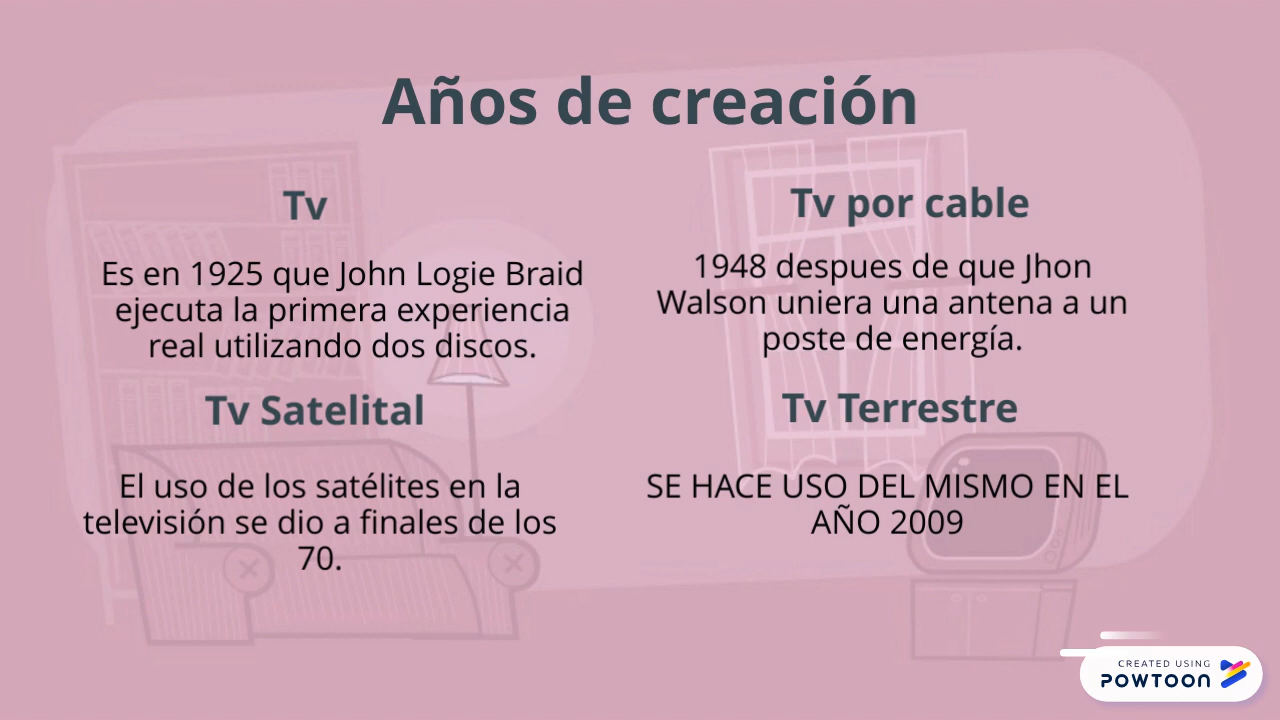 Años de creación
Tv
Es en 1925 que John Logie Braid
ejecuta la primera experiencia
real utilizando dos discos.
Tv por cable
1948 despues de que Jhon
Walson uniera una antena a un
poste de energía.
Tv Satelital
El uso de los satélites en la
televisión se dio a finales de los
70.
Tv Terrestre
SE HACE USO DEL MISMO EN EL
AÑO 2009
CREATED USING
POWTOON